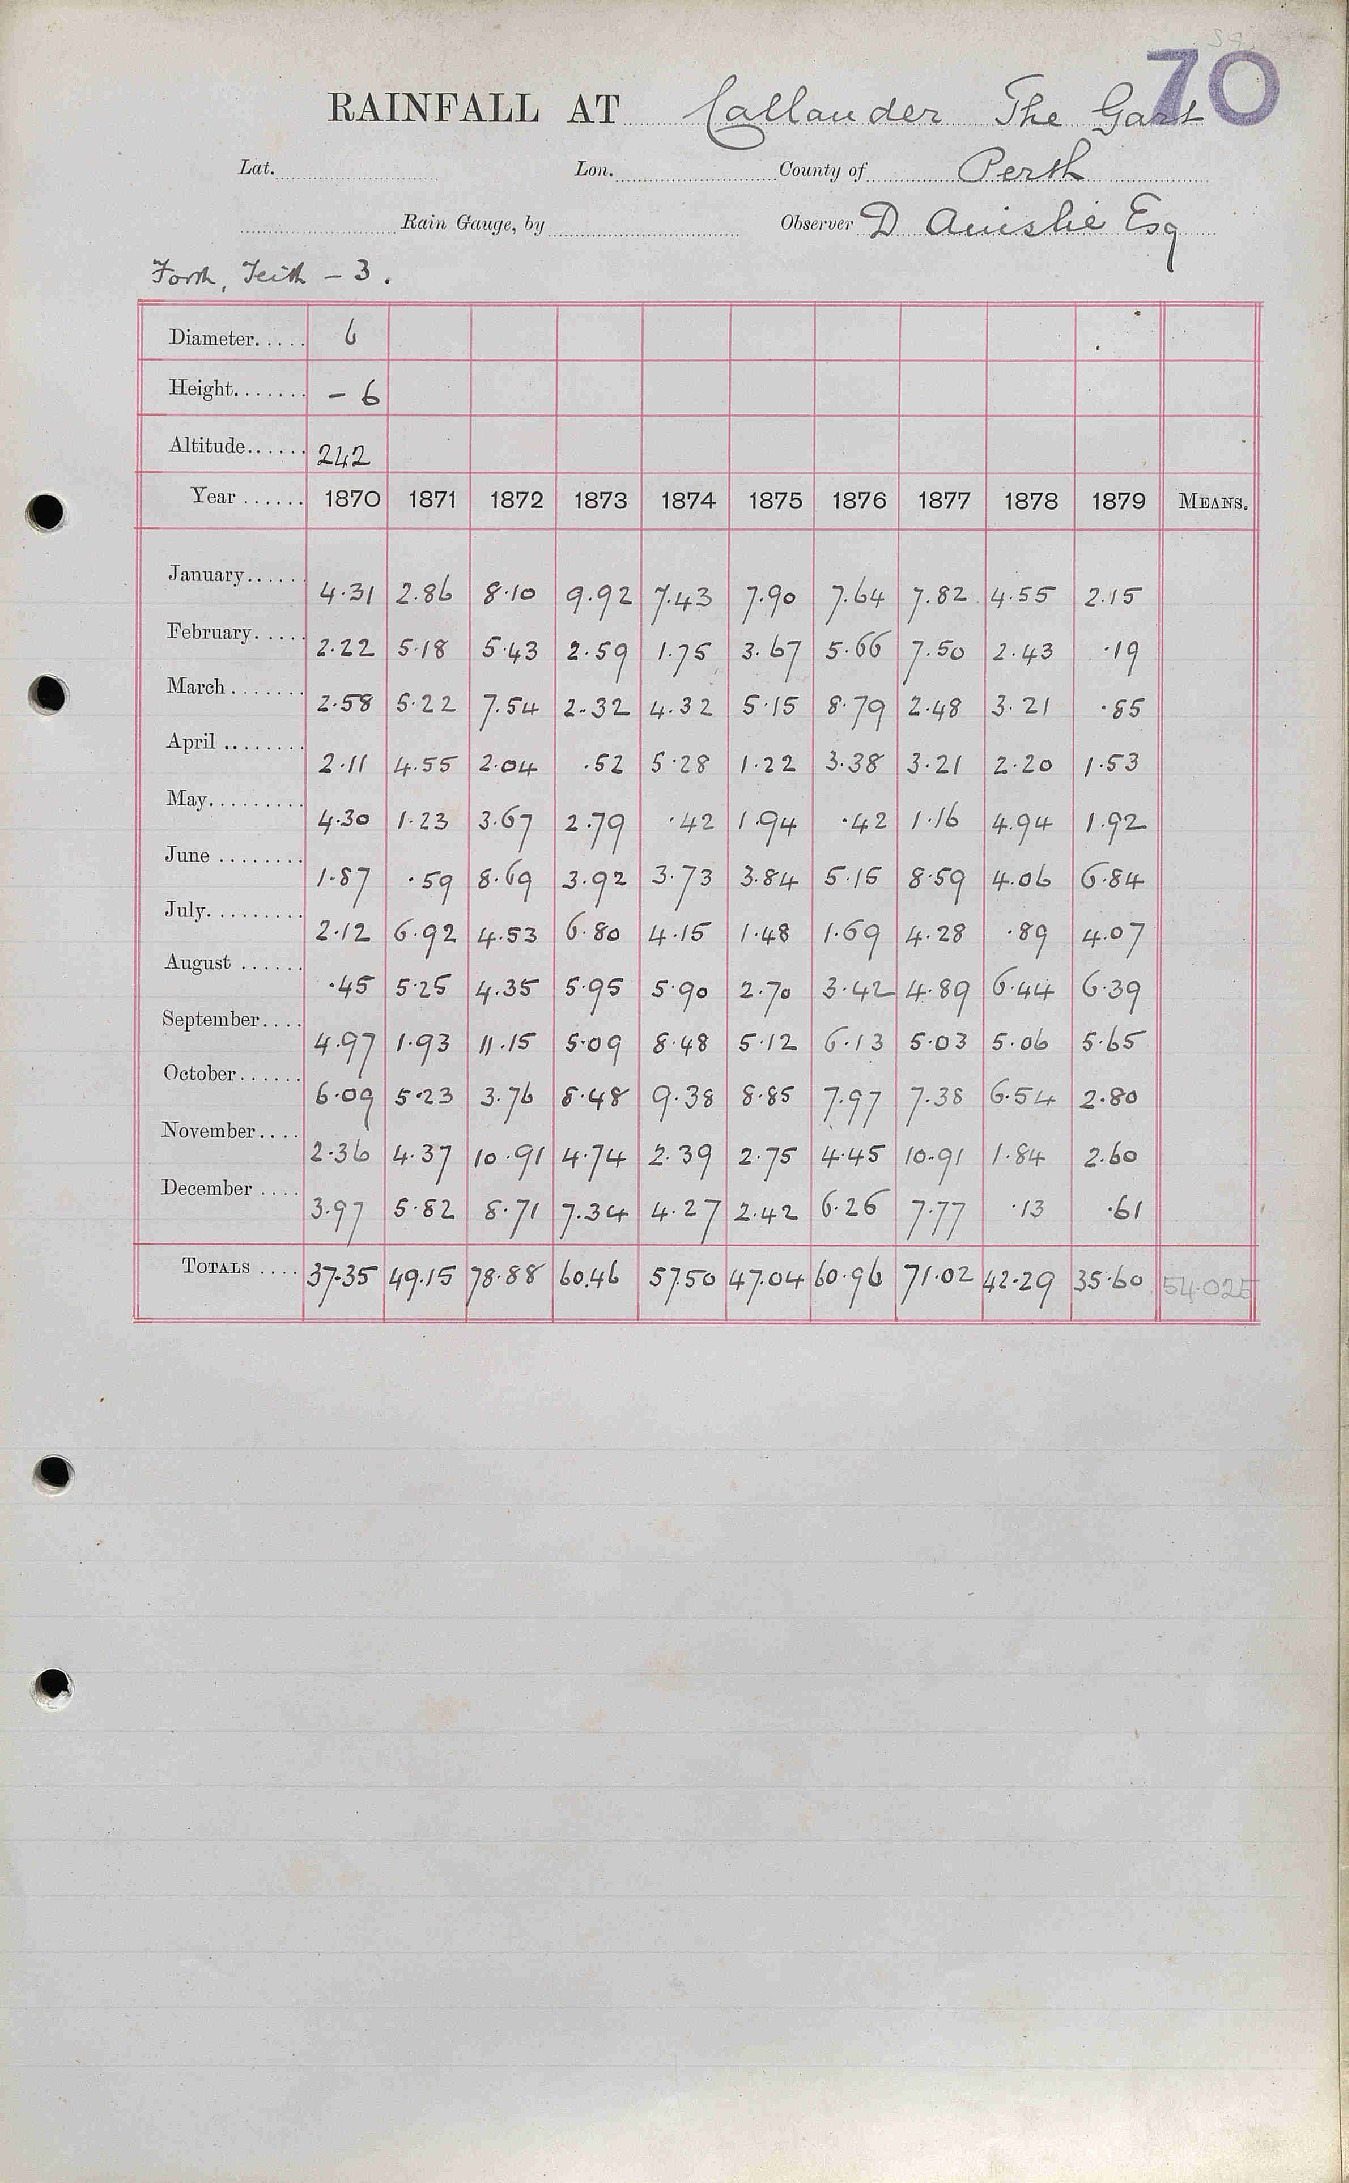 70
RAINFALL AT Callander The Gart
Lat. Lon. County of Perth
Rain Gauge, by Observer D Ainslie Esq
Forth, Teith - 3.
Diameter..... 6
Height....... - 6
Altitude...... 242
Year ...... 1870 1871 1872 1873 1874 1875 1876 1877 1878 1879 MEANS.
January...... 4.31 2.86 8.10 9.92 7.43 7.90 7.64 7.82 4.55 2.15
February..... 2.22 5.18 5.43 2.59 1.75 3.67 5.66 7.50 2.43 .19
March ....... 2.58 5.22 7.54 2.32 4.32 5.15 8.79 2.48 3.21 .85
April ........ 2.11 4.55 2.04 .52 5.28 1.22 3.38 3.21 2.20 1.53
May......... 4.30 1.23 3.67 2.79 .42 1.94 .42 1.16 4.94 1.92
June ........ 1.87 .59 8.69 3.92 3.73 3.84 5.15 8.59 4.06 6.84
July......... 2.12 6.92 4.53 6.80 4.15 1.48 1.69 4.28 .89 4.07
August ...... .45 5.25 4.35 5.95 5.90 2.70 3.42 4.89 6.44 6.39
September.... 4.97 1.93 11.15 5.09 8.48 5.12 6.13 5.03 5.06 5.65
October...... 6.09 5.23 3.76 8.48 9.38 8.85 7.97 7.38 6.54 2.80
November.... 2.36 4.37 10.91 4.74 2.39 2.75 4.45 10.91 1.84 2.60
December .... 3.97 5.82 8.71 7.34 4.27 2.42 6.26 7.77 .13 .61
TOTALS .... 37.35 49.15 78.88 60.46 57.50 47.04 60.96 71.02 42.29 35.60 54.025